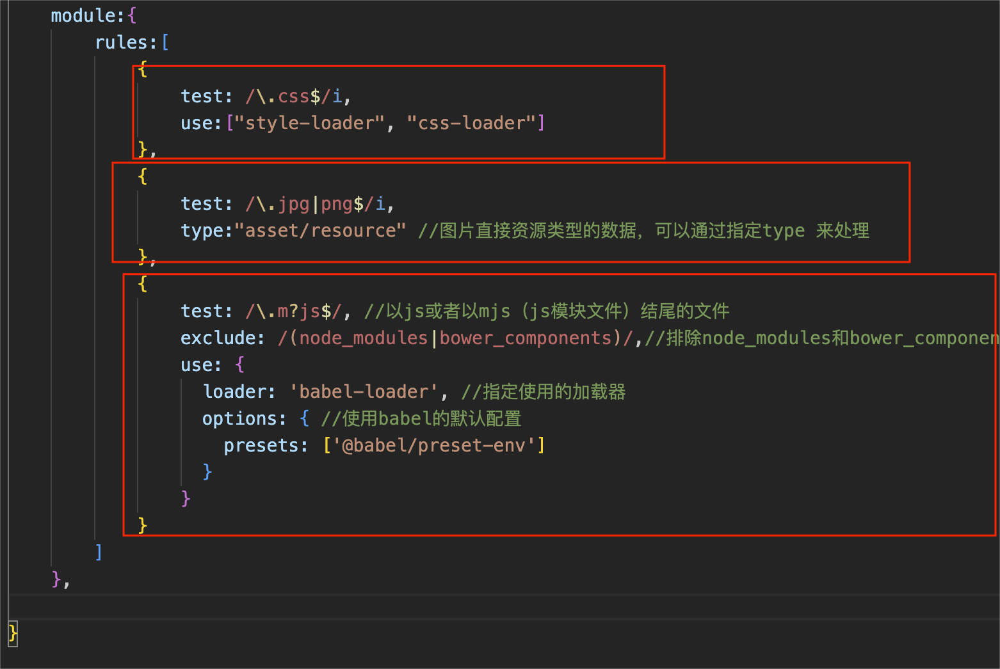 module:{
rules:[
{
test: /\.css$/i,
use:["style-loader", "css-loader"]
},
{
test: /\.jpg|png$/i,
type:"asset/resource" //图片直接资源类型的数据，可以通过指定type 来处理
},
{
test: /\.m?js$/, //以js或者以mjs（js模块文件）结尾的文件
exclude: /(node_modules|bower_components)/,//排除node_modules和bower_componen
use: {
loader: 'babel-loader', //指定使用的加载器
options: { //使用babel的默认配置
presets: ['@babel/preset-env']
}
}
}
]
},
}